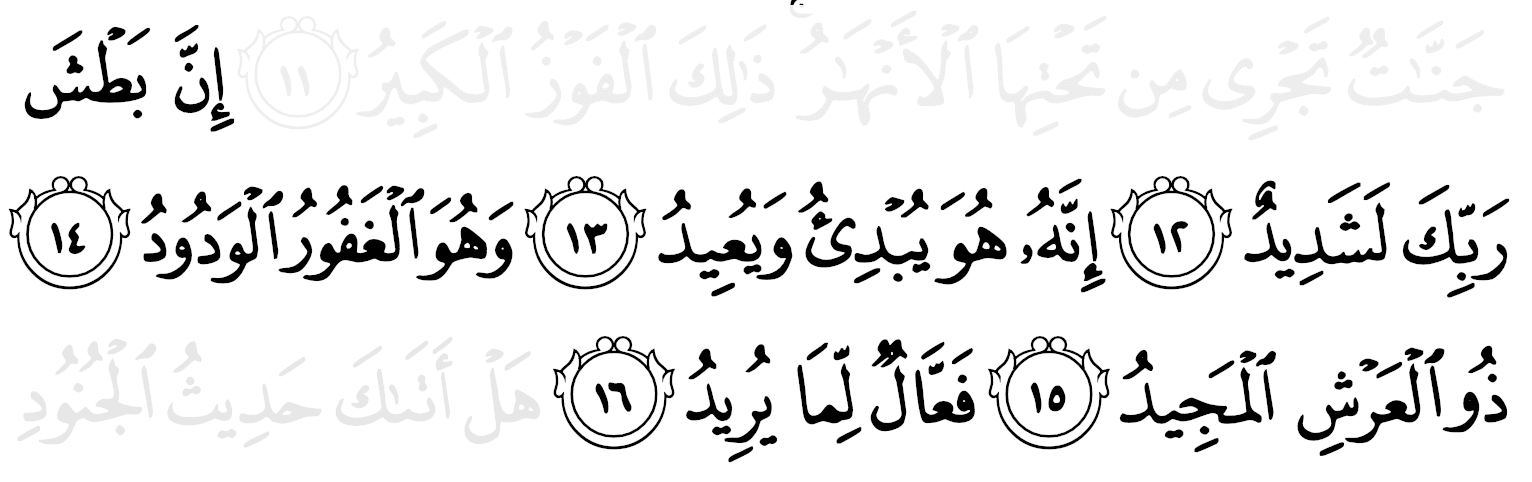 جَنَّـٰتٌ تَجْرِى مِن تَحْتِهَا ٱلْأَنْهَـٰرُ ۚ ذَٰلِكَ ٱلْفَوْزُ ٱلْكَبِيرُ ١١ إِنَّ بَطْشَ
رَبِّكَ لَشَدِيدٌ ١٢ إِنَّهُۥ هُوَ يُبْدِئُ وَيُعِيدُ ١٣ وَهُوَ ٱلْغَفُورُ ٱلْوَدُودُ ١٤
ذُو ٱلْعَرْشِ ٱلْمَجِيدُ ١٥ فَعَّالٌ لِّمَا يُرِيدُ ١٦ هَلْ أَتَىٰكَ حَدِيثُ ٱلْجُنُودِ